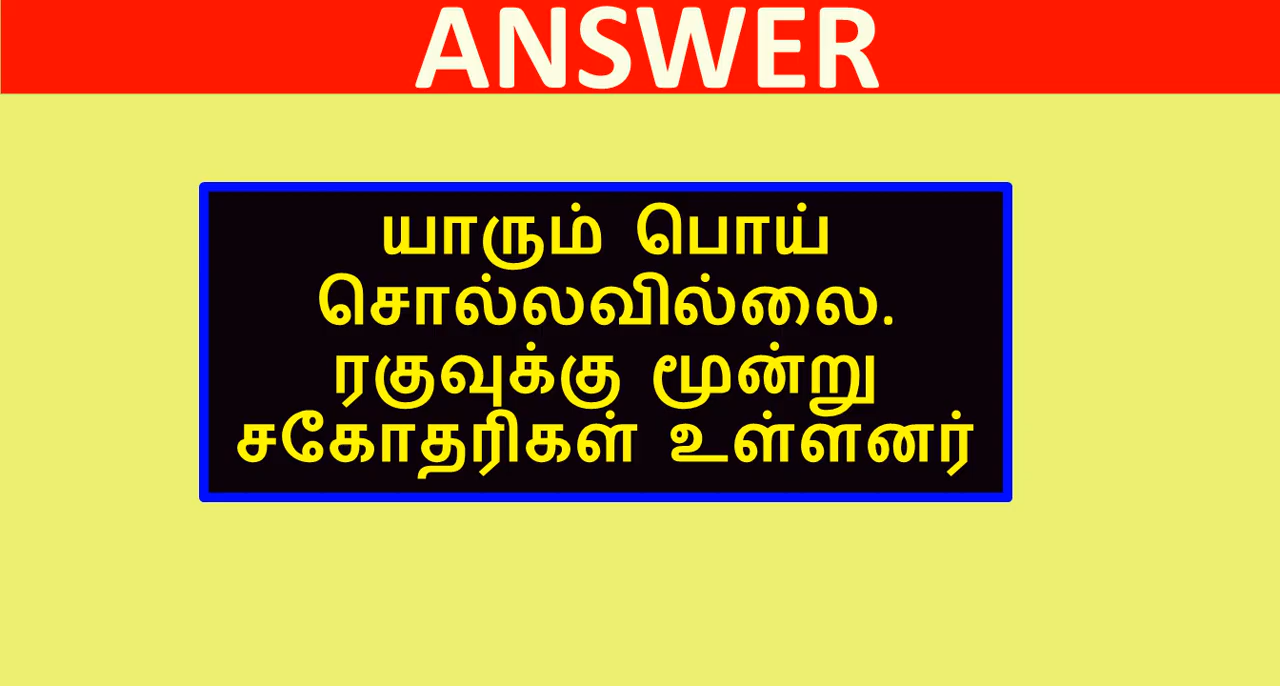 ANSWER
யாரும் பொய்
சொல்லவில்லை.
ரகுவுக்கு மூன்று
சகோதரிகள் உள்ளனர்